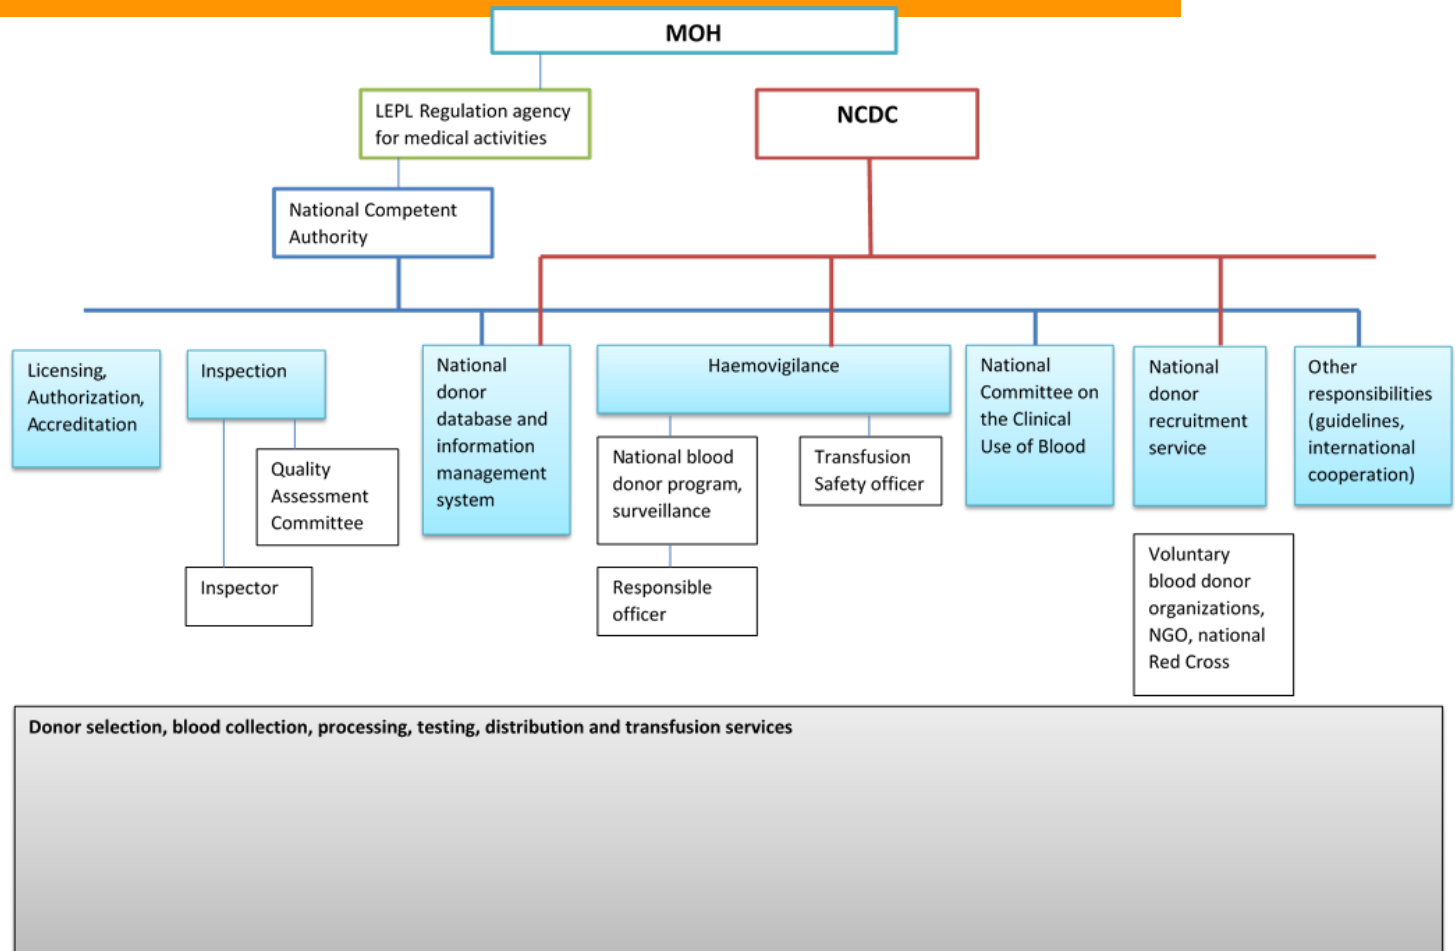 MOH
LEPL Regulation agency
for medical activities
NCDC
National Competent
Authority
Licensing,
Authorization,
Accreditation
Inspection
Quality
Assessment
Committee
Inspector
National
donor
database and
information
management
system
Haemovigilance
National blood
donor program,
surveillance
Responsible
officer
Transfusion
Safety officer
National
Committee on
the Clinical
Use of Blood
National
donor
recruitment
service
Voluntary
blood donor
organizations,
NGO, national
Red Cross
Other
responsibilities
(guidelines,
international
cooperation)
Donor selection, blood collection, processing, testing, distribution and transfusion services